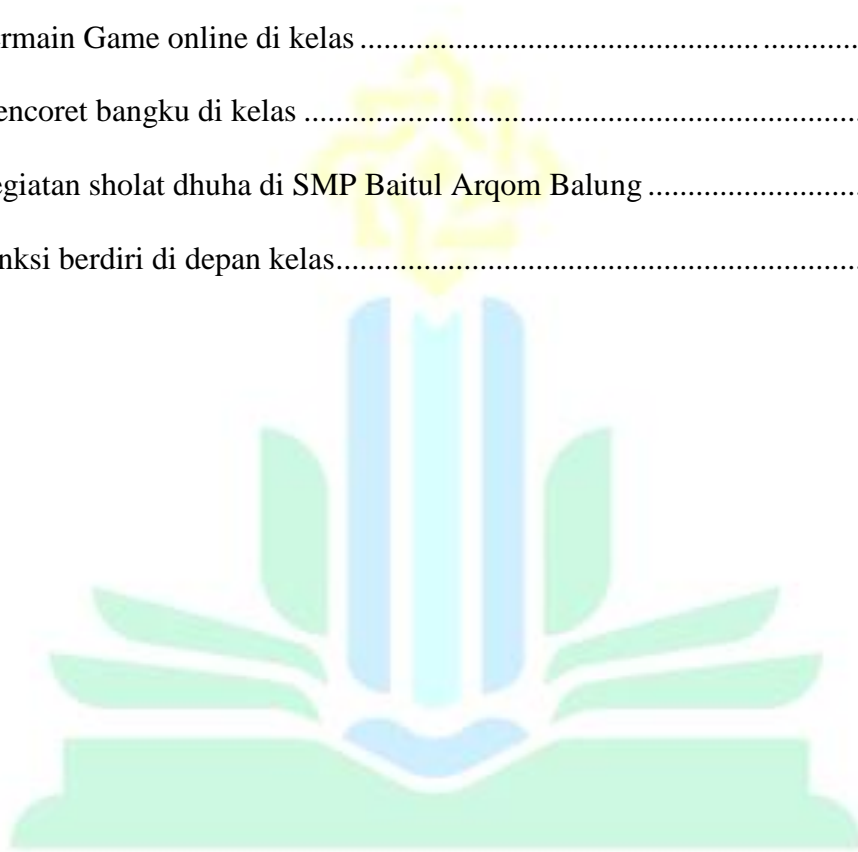 ermain Game online di kelas ..........................................................................
encoret bangku di kelas ..........................................................................
egiatan sholat dhuha di SMP Baitul Arqom Balung ...........................
nksi berdiri di depan kelas..................................................................